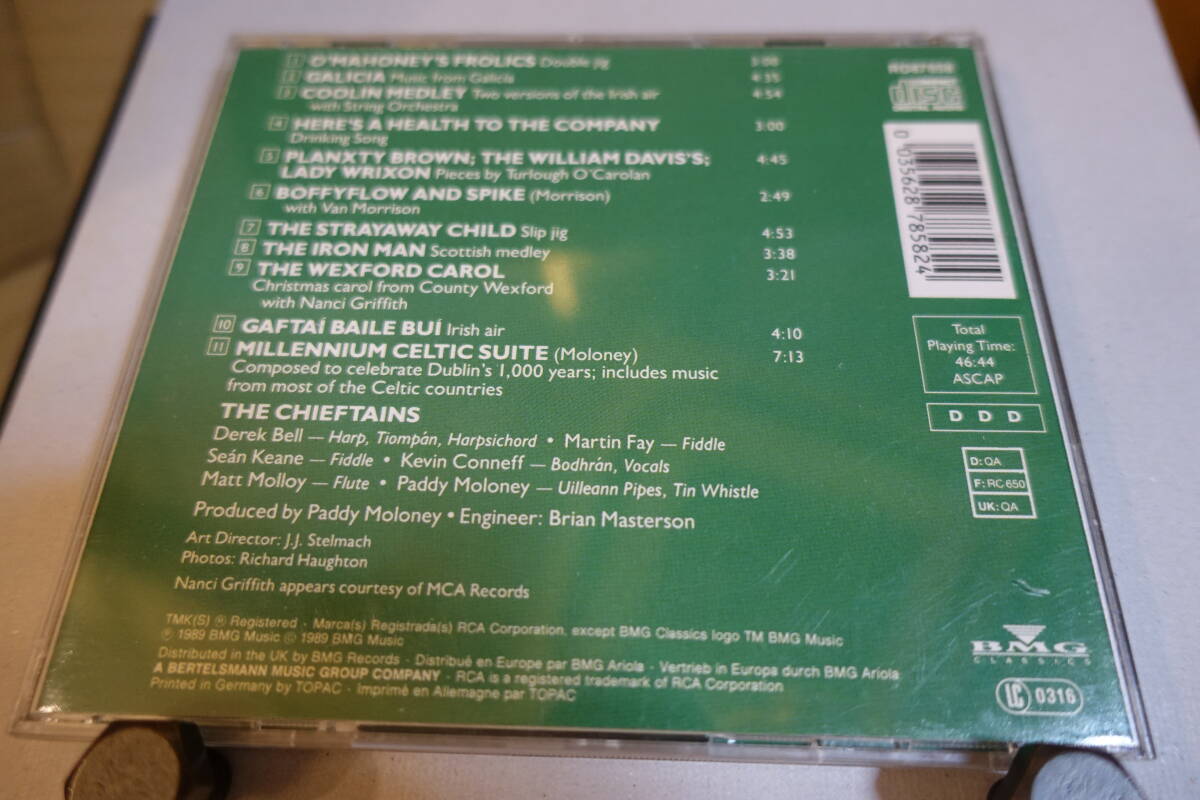 1 O'MAHONEY'S FROLICS Double jig
2 GALICIA Music from Galicia 4:35
3 COOLIN MEDLEY Two versions of the Irish air 4:54
with String Orchestra
4 HERE'S A HEALTH TO THE COMPANY 3:00
Drinking Song
5 PLANXTY BROWN; THE WILLIAM DAVIS'S; 4:45
LADY WRIXON Pieces by Turlough O'Carolan
6 BOFFYFLOW AND SPIKE (Morrison) 2:49
with Van Morrison
7 THE STRAYAWAY CHILD Slip jig 4:53
8 THE IRON MAN Scottish medley 3:38
9 THE WEXFORD CAROL 3:21
Christmas carol from County Wexford
with Nanci Griffith
10 GAFTAÍ BAILE BUÍ Irish air 4:10
11 MILLENNIUM CELTIC SUITE (Moloney) 7:13
Composed to celebrate Dublin's 1,000 years; includes music
from most of the Celtic countries
THE CHIEFTAINS
Derek Bell — Harp, Tiompán, Harpsichord • Martin Fay — Fiddle
Seán Keane — Fiddle • Kevin Conneff — Bodhrán, Vocals
Matt Molloy — Flute • Paddy Moloney — Uilleann Pipes, Tin Whistle
Produced by Paddy Moloney • Engineer: Brian Masterson
Art Director: J.J. Stelmach
Photos: Richard Haughton
Nanci Griffith appears courtesy of MCA Records
TMK(S) ® Registered · Marca(s) Registrada(s) RCA Corporation, except BMG Classics logo TM BMG Music
℗ 1989 BMG Music © 1989 BMG Music
Distributed in the UK by BMG Records · Distribué en Europe par BMG Ariola · Vertrieb in Europa durch BMG Ariola
A BERTELSMANN MUSIC GROUP COMPANY · RCA is a registered trademark of RCA Corporation
Printed in Germany by TOPAC · Imprimé en Allemagne par TOPAC
disc
0 035628 785824
Total
Playing Time:
46:44
ASCAP
D D D
D: QA
F: RC 650
UK: QA
BMG
CLASSICS
LC 0316